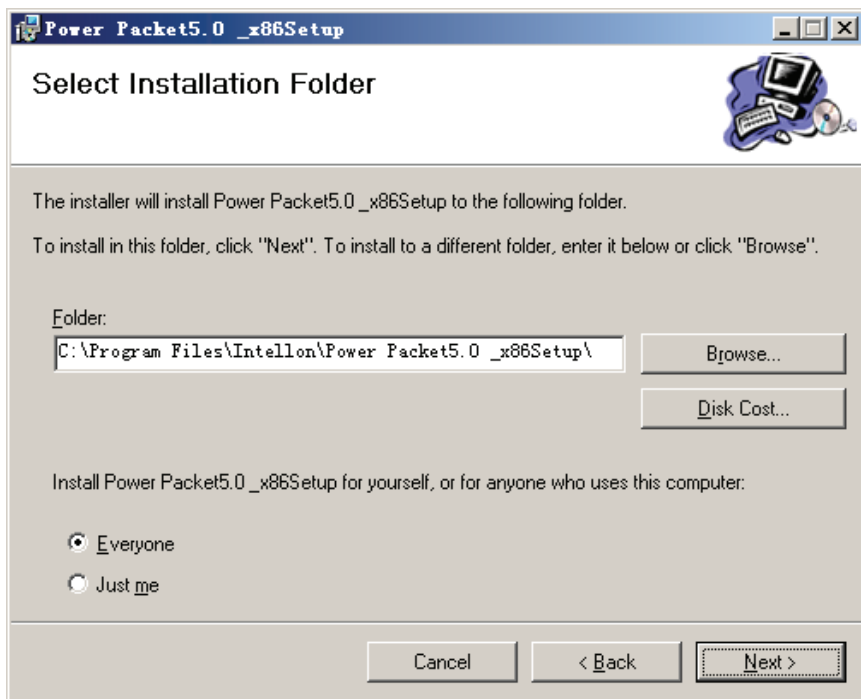 Power Packet5.0 _x86Setup
Select Installation Folder
The installer will install Power Packet5.0 _x86Setup to the following folder.
To install in this folder, click "Next". To install to a different folder, enter it below or click "Browse".
Folder:
C:\Program Files\Intellon\Power Packet5.0 _x86Setup\
Browse...
Disk Cost...
Install Power Packet5.0 _x86Setup for yourself, or for anyone who uses this computer:
Everyone
Just me
Cancel
< Back
Next >